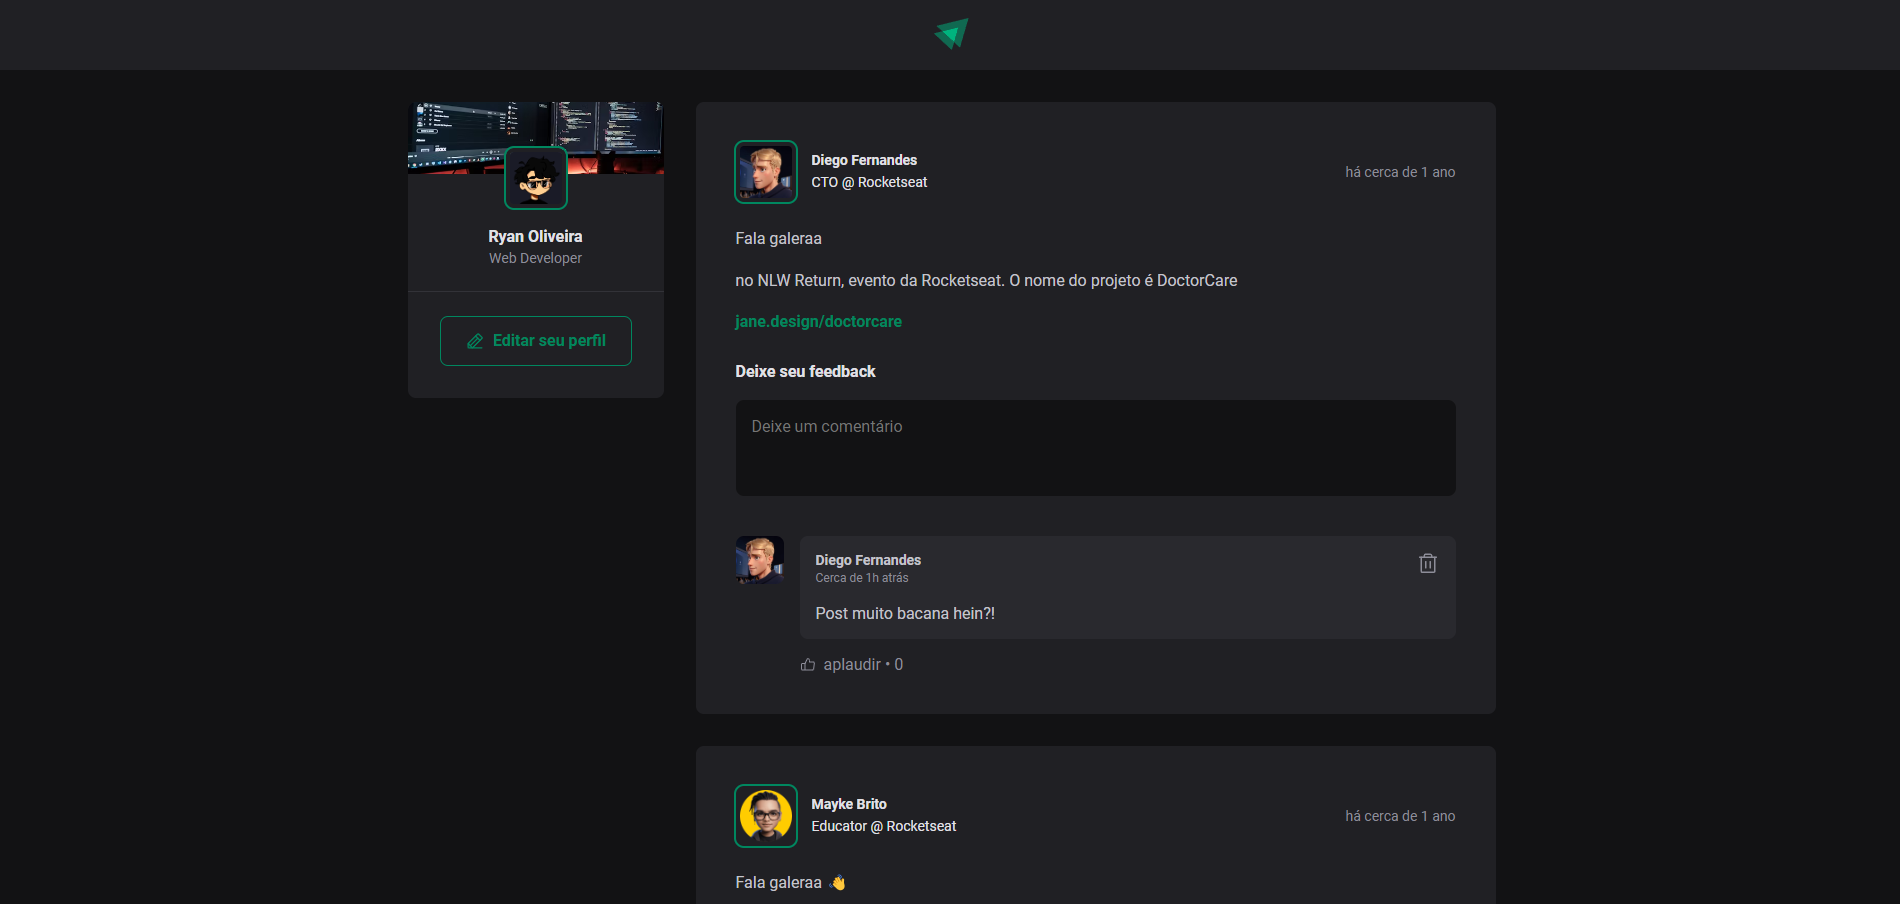 Ryan Oliveira
Web Developer
Editar seu perfil
Diego Fernandes
CTO @ Rocketseat
há cerca de 1 ano
Fala galeraa
no NLW Return, evento da Rocketseat. O nome do projeto é DoctorCare
jane.design/doctorcare
Deixe seu feedback
Deixe um comentário
Diego Fernandes
Cerca de 1h atrás
Post muito bacana hein?!
aplaudir • 0
Mayke Brito
Educator @ Rocketseat
há cerca de 1 ano
Fala galeraa 👋